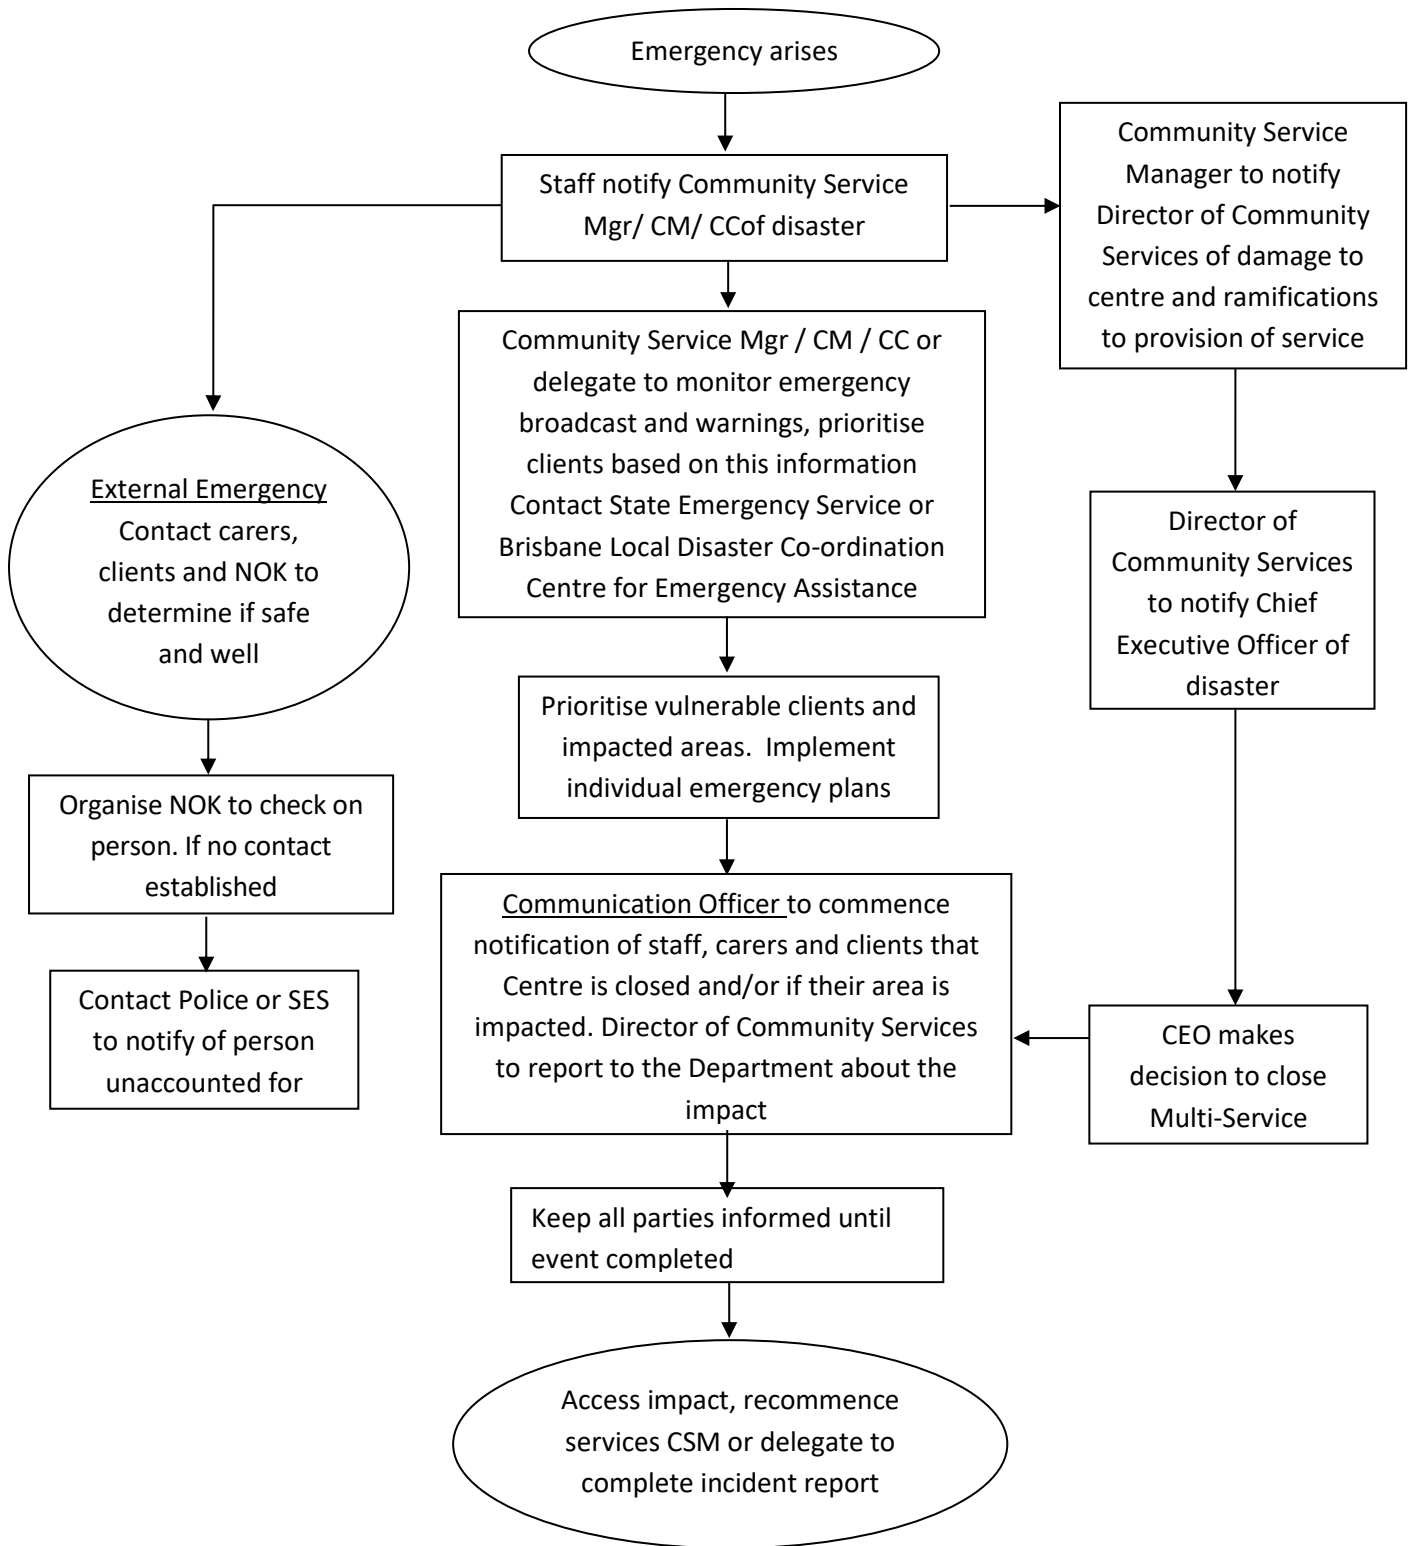 Emergency arises
Staff notify Community Service
Mgr/ CM/ CCof disaster
Community Service
Manager to notify
Director of Community
Services of damage to
centre and ramifications
to provision of service
Community Service Mgr / CM / CC or
delegate to monitor emergency
broadcast and warnings, prioritise
clients based on this information
Contact State Emergency Service or
Brisbane Local Disaster Co-ordination
Centre for Emergency Assistance
External Emergency
Contact carers,
clients and NOK to
determine if safe
and well
Director of
Community Services
to notify Chief
Executive Officer of
disaster
Prioritise vulnerable clients and
impacted areas.  Implement
individual emergency plans
Organise NOK to check on
person. If no contact
established
Communication Officer to commence
notification of staff, carers and clients that
Centre is closed and/or if their area is
impacted. Director of Community Services
to report to the Department about the
impact
Contact Police or SES
to notify of person
unaccounted for
CEO makes
decision to close
Multi-Service
Keep all parties informed until
event completed
Access impact, recommence
services CSM or delegate to
complete incident report